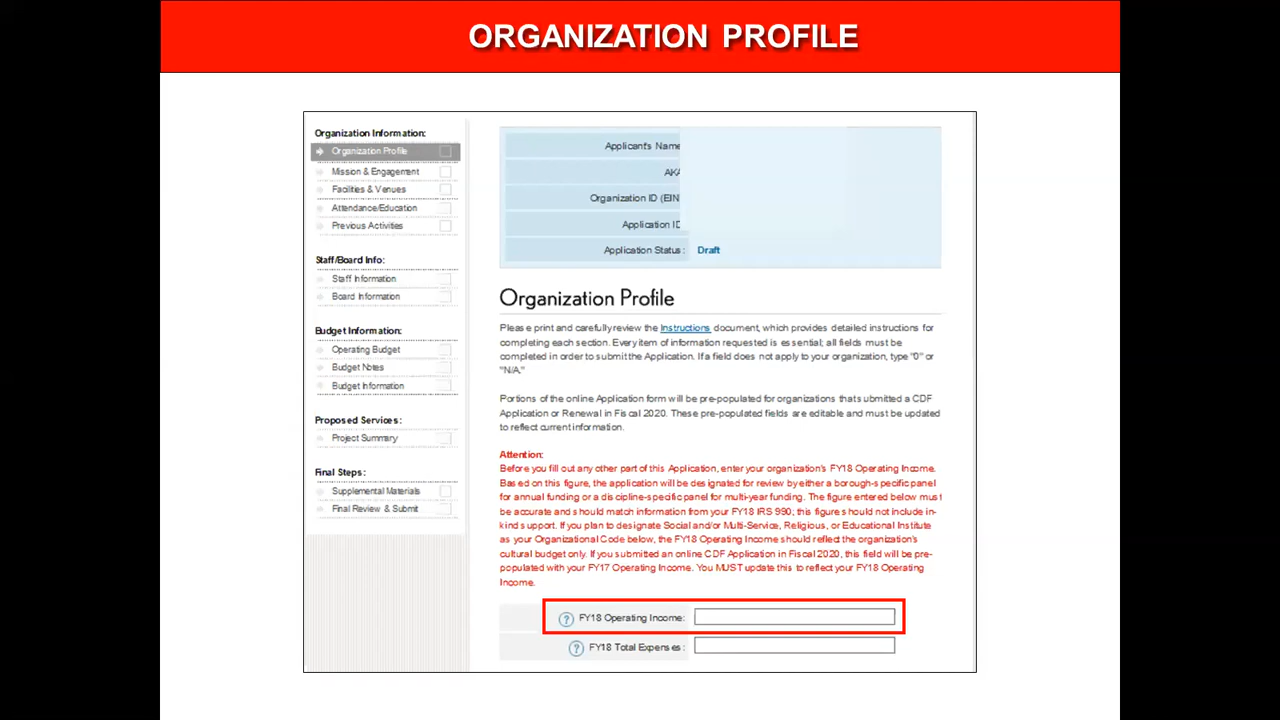 ORGANIZATION PROFILE
Organization Information:
Organization Profile
Mission & Engagement
Facilities & Venues
Attendance/Education
Previous Activities
Staff/Board Info:
Staff Information
Board Information
Budget Information:
Operating Budget
Budget Notes
Budget Information
Proposed Services:
Project Summary
Final Steps:
Supplemental Materials
Final Review & Submit
Applicant's Name
AKA
Organization ID (EIN
Application ID
Application Status: Draft
Organization Profile
Please print and carefully review the Instructions document, which provides detailed instructions for
completing each section. Every item of information requested is essential; all fields must be
completed in order to submit the Application. If a field does not apply to your organization, type "0" or
"N/A."
Portions of the online Application form will be pre-populated for organizations that submitted a CDF
Application or Renewal in Fiscal 2020. These pre-populated fields are editable and must be updated
to reflect current information.
Attention:
Before you fill out any other part of this Application, enter your organization's FY18 Operating Income.
Based on this figure, the application will be designated for review by either a borough-specific panel
for annual funding or a discipline-specific panel for multi-year funding. The figure entered below must
be accurate and should match information from your FY18 IRS 990; this figure should not include in-
kind support. If you plan to designate Social and/or Multi-Service, Religious, or Educational Institute
as your Organizational Code below, the FY18 Operating Income should reflect the organization's
cultural budget only. If you submitted an online CDF Application in Fiscal 2020, this field will be pre-
populated with your FY17 Operating Income. You MUST update this to reflect your FY18 Operating
Income.
? FY18 Operating Income:
? FY18 Total Expenses: